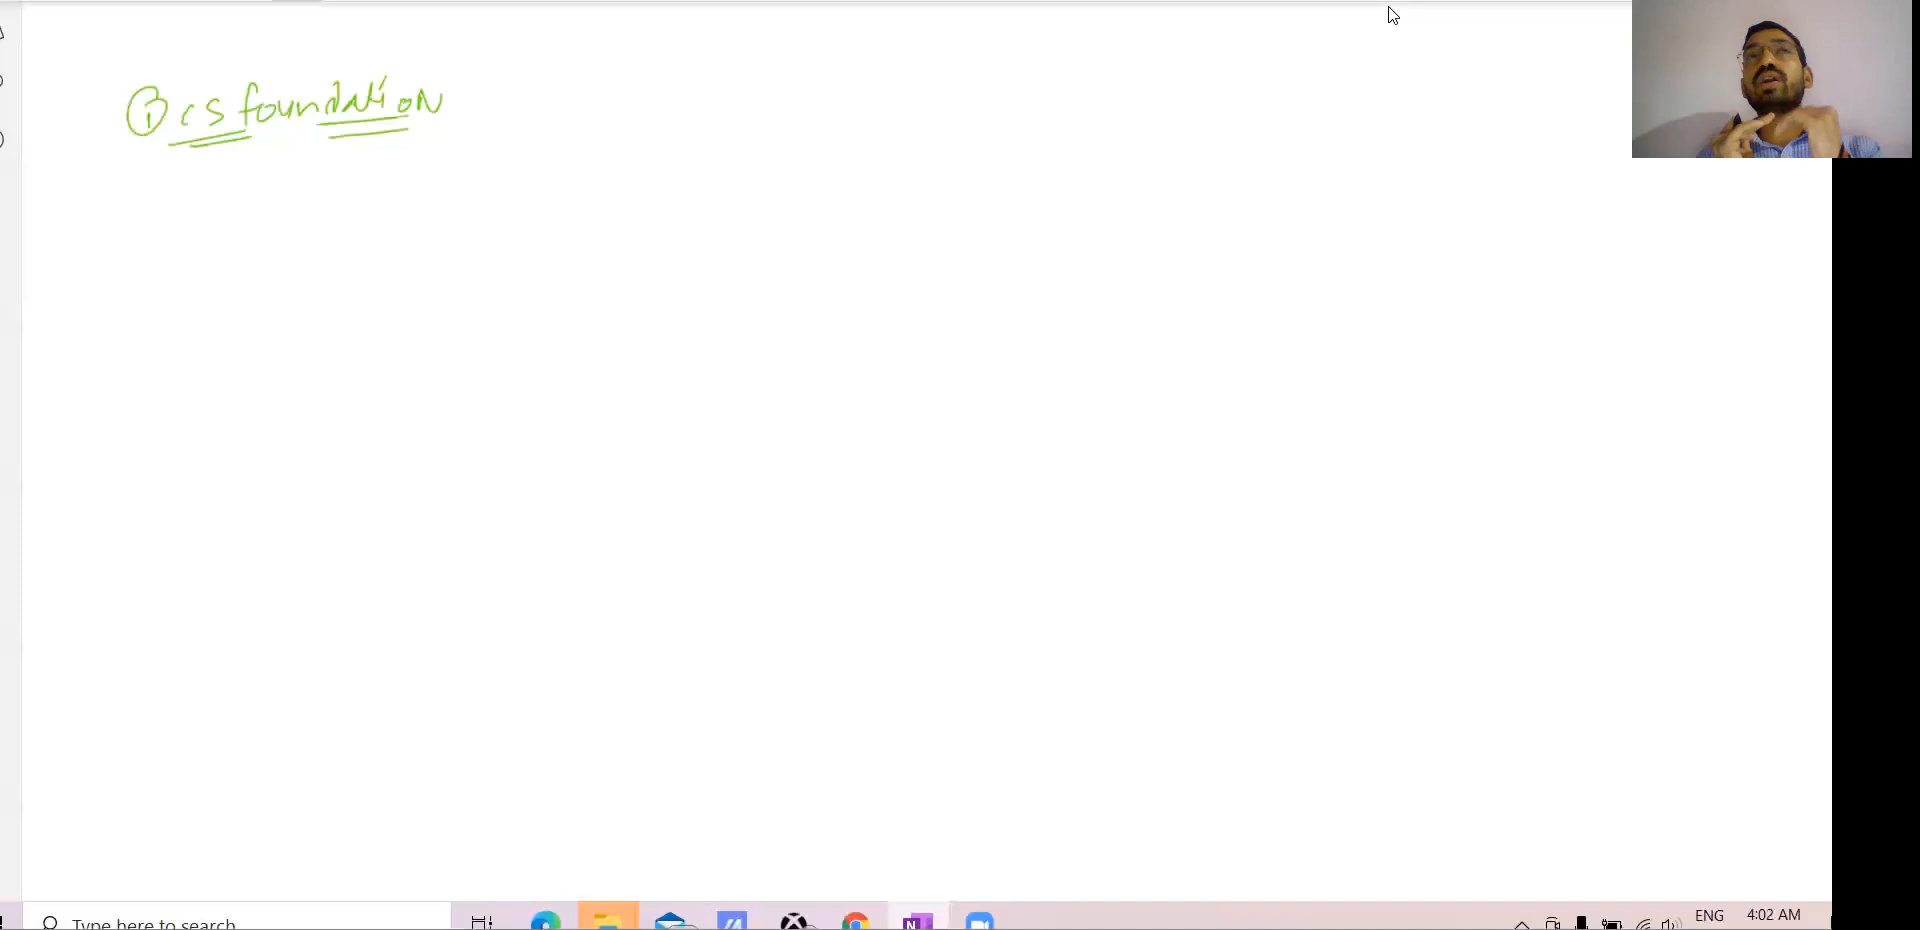 ① cs foundation
Type here to search
ENG 4:02 AM